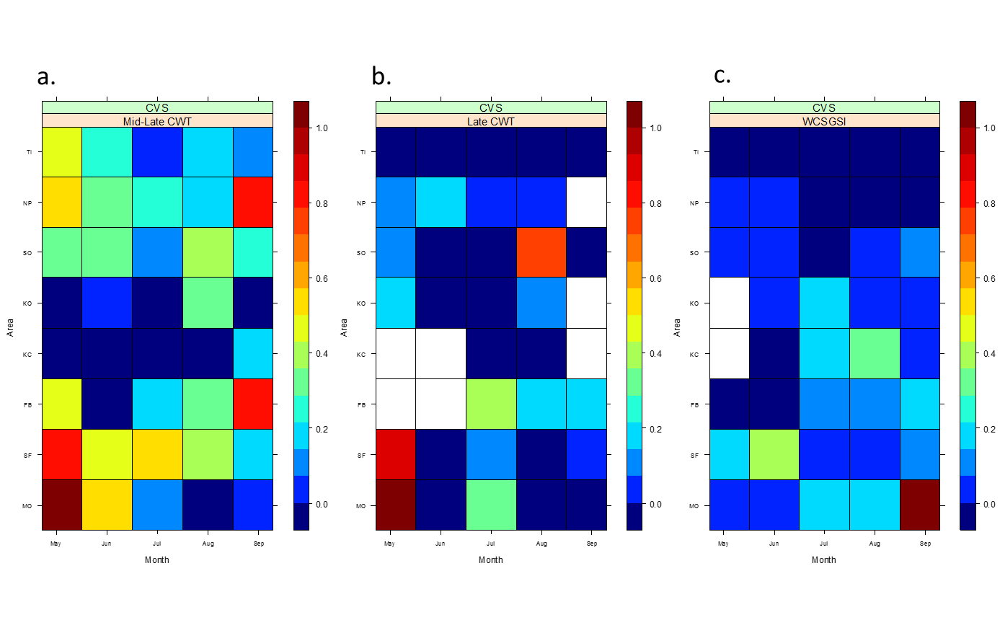 a.
CVS
Mid-Late CWT
TI
NP
SO
KO
KC
FB
SF
MO
Area
May Jun Jul Aug Sep
Month
1.0
0.8
0.6
0.4
0.2
0.0
b.
CVS
Late CWT
TI
NP
SO
KO
KC
FB
SF
MO
Area
May Jun Jul Aug Sep
Month
1.0
0.8
0.6
0.4
0.2
0.0
c.
CVS
WCSGSI
TI
NP
SO
KO
KC
FB
SF
MO
Area
May Jun Jul Aug Sep
Month
1.0
0.8
0.6
0.4
0.2
0.0